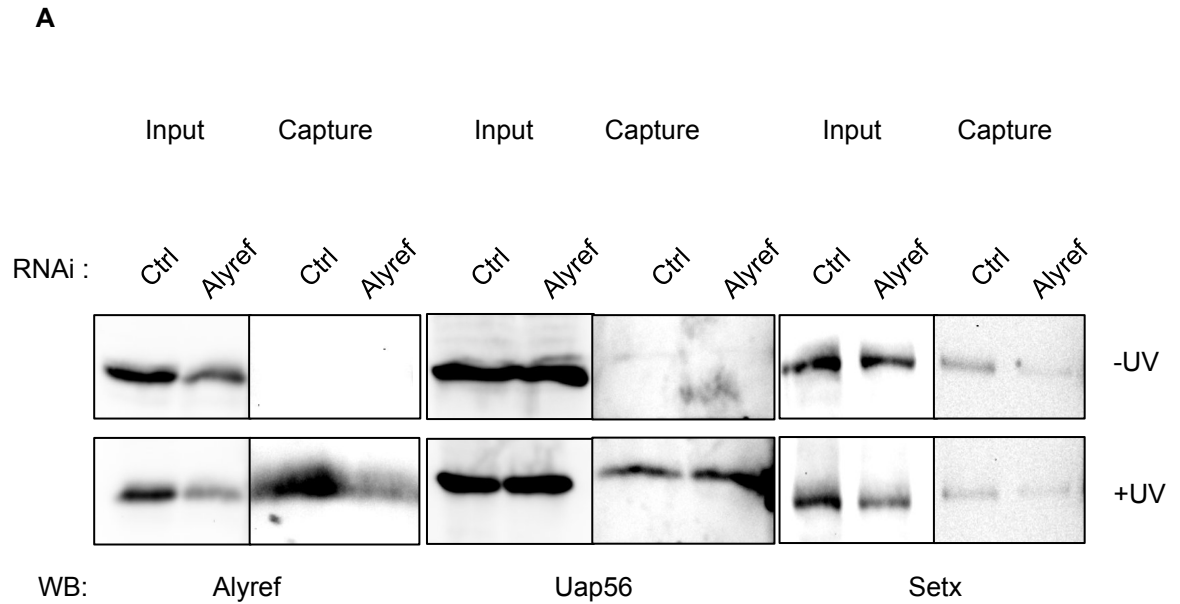 A
Input Capture Input Capture Input Capture
RNAi : Ctrl Alyref Ctrl Alyref Ctrl Alyref Ctrl Alyref Ctrl Alyref Ctrl Alyref
-UV
+UV
WB: Alyref Uap56 Setx